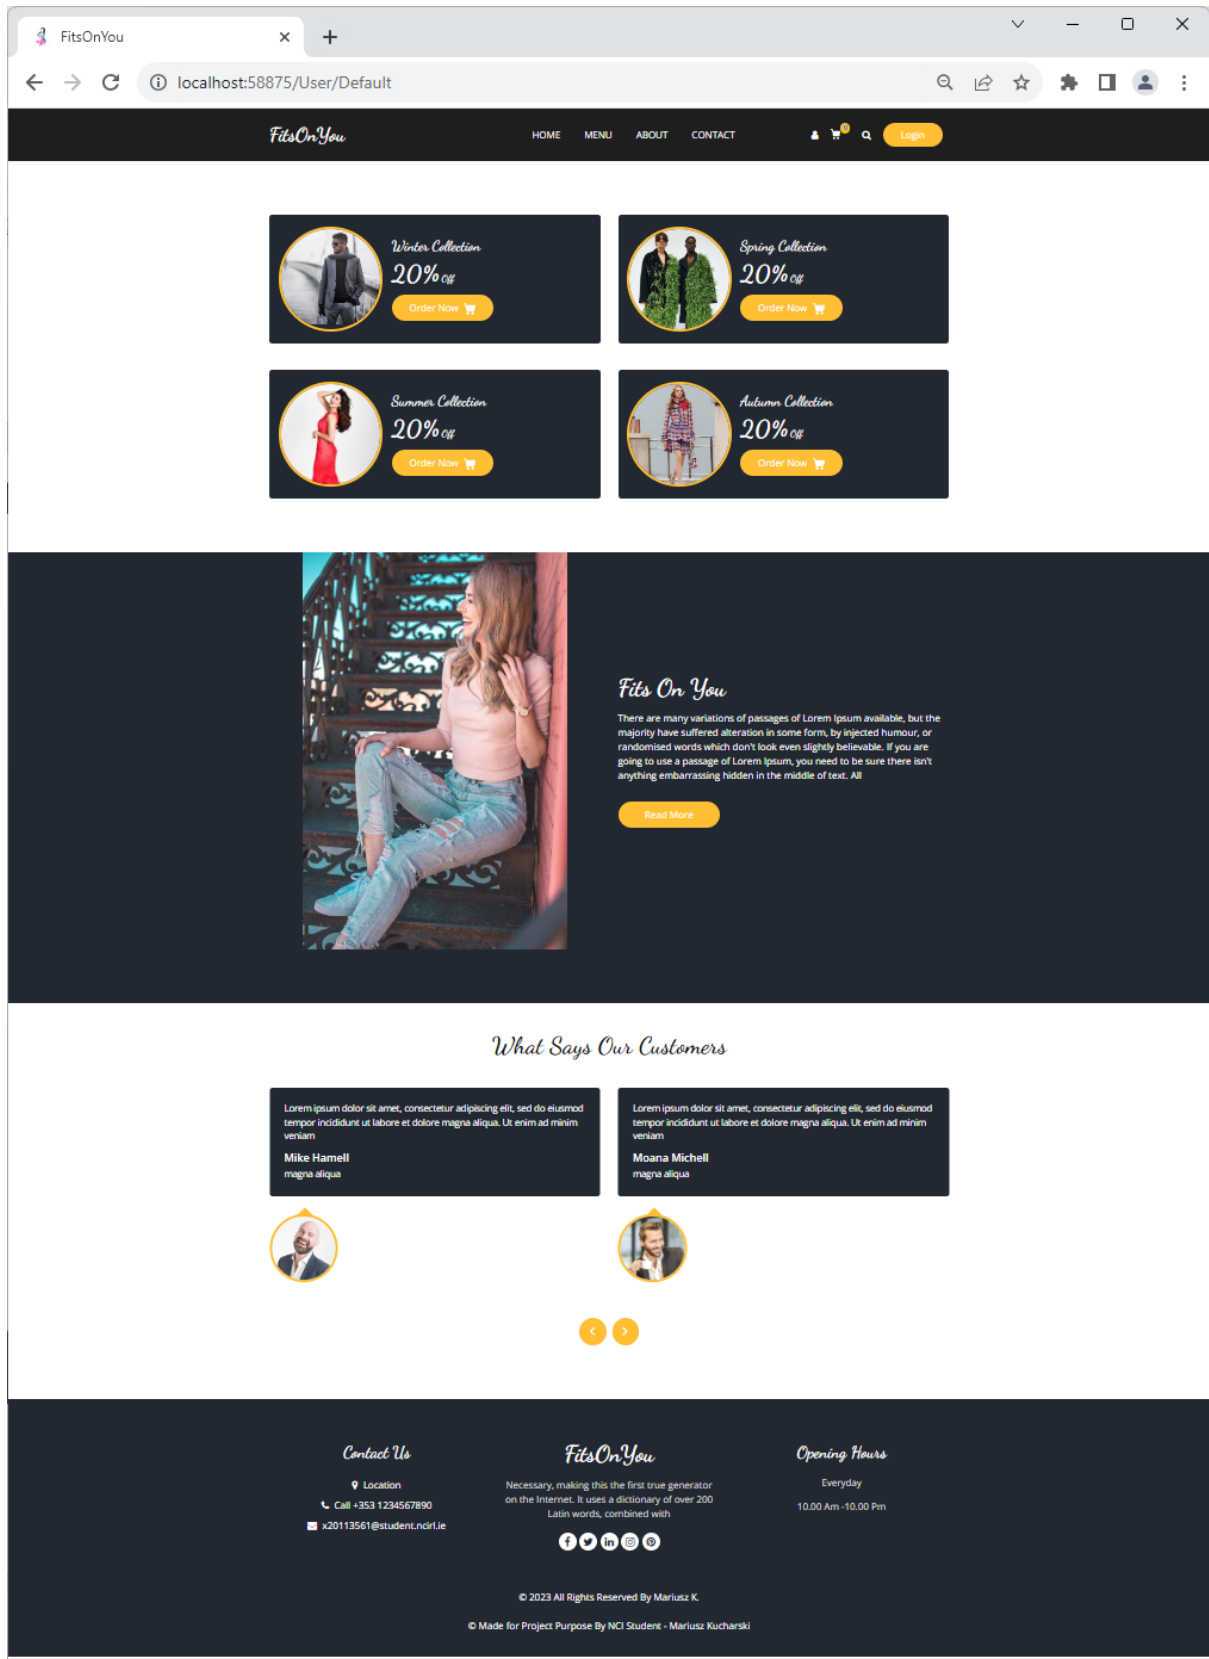 FitsOnYou
localhost:58875/User/Default
FitsOnYou HOME MENU ABOUT CONTACT 0 Login
Winter Collection
20% Off
Order Now
Spring Collection
20% Off
Order Now
Summer Collection
20% Off
Order Now
Autumn Collection
20% Off
Order Now
Fits On You
There are many variations of passages of Lorem Ipsum available, but the
majority have suffered alteration in some form, by injected humour, or
randomised words which don't look even slightly believable. If you are
going to use a passage of Lorem Ipsum, you need to be sure there isn't
anything embarrassing hidden in the middle of text. All
Read More
What Says Our Customers
Lorem ipsum dolor sit amet, consectetur adipiscing elit, sed do eiusmod
tempor incididunt ut labore et dolore magna aliqua. Ut enim ad minim
veniam
Mike Hamell
magna aliqua
Lorem ipsum dolor sit amet, consectetur adipiscing elit, sed do eiusmod
tempor incididunt ut labore et dolore magna aliqua. Ut enim ad minim
veniam
Moana Michell
magna aliqua
Contact Us
Location
Call +353 1234567890
x20113561@student.ncirl.ie
FitsOnYou
Necessary, making this the first true generator
on the Internet. It uses a dictionary of over 200
Latin words, combined with
Opening Hours
Everyday
10.00 Am -10.00 Pm
© 2023 All Rights Reserved By Mariusz K.
© Made for Project Purpose By NCI Student - Mariusz Kucharski